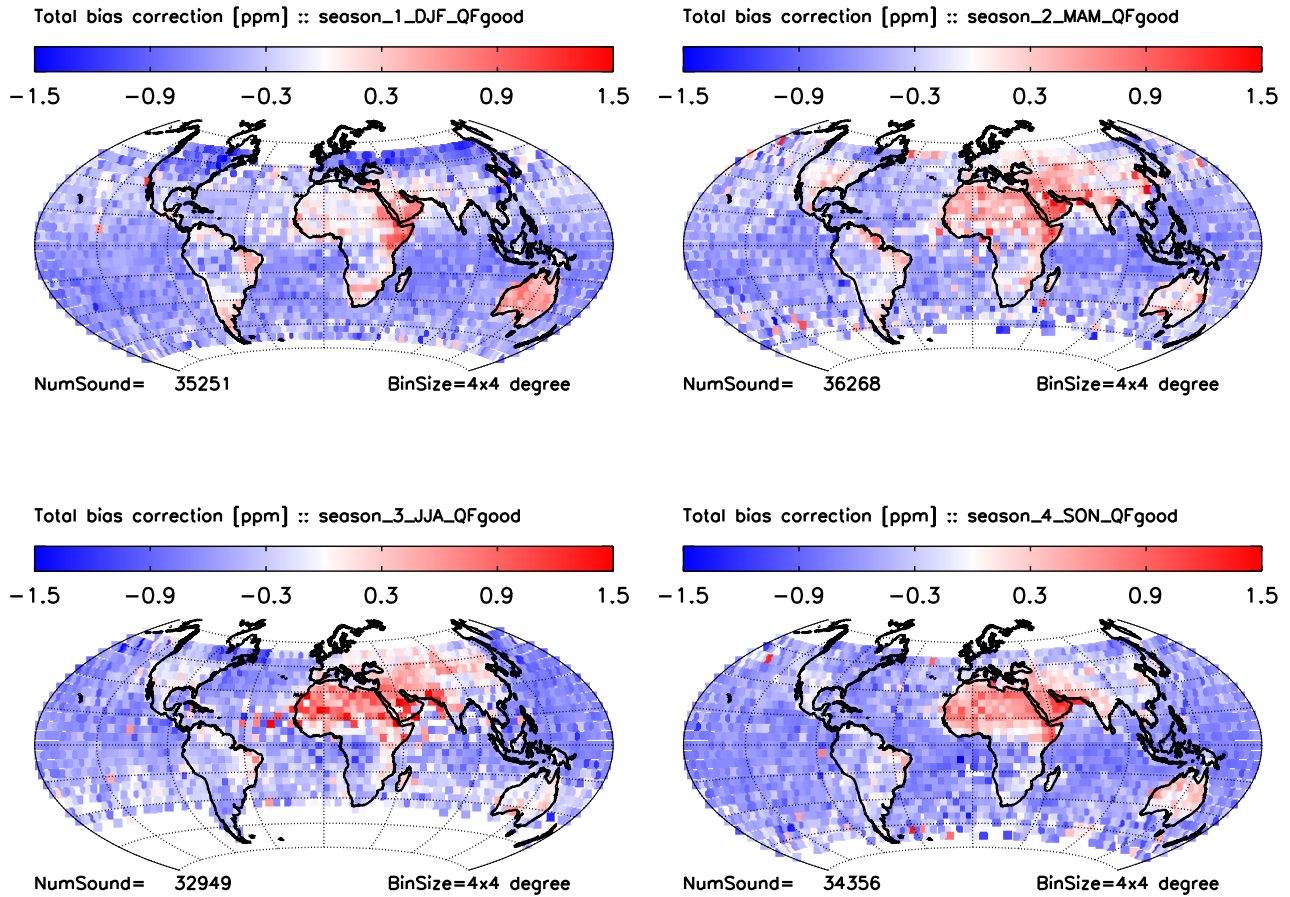 Total bias correction [ppm] :: season_1_DJF_QFgood
-1.5 -0.9 -0.3 0.3 0.9 1.5
NumSound= 35251 BinSize=4x4 degree
Total bias correction [ppm] :: season_2_MAM_QFgood
-1.5 -0.9 -0.3 0.3 0.9 1.5
NumSound= 36268 BinSize=4x4 degree
Total bias correction [ppm] :: season_3_JJA_QFgood
-1.5 -0.9 -0.3 0.3 0.9 1.5
NumSound= 32949 BinSize=4x4 degree
Total bias correction [ppm] :: season_4_SON_QFgood
-1.5 -0.9 -0.3 0.3 0.9 1.5
NumSound= 34356 BinSize=4x4 degree